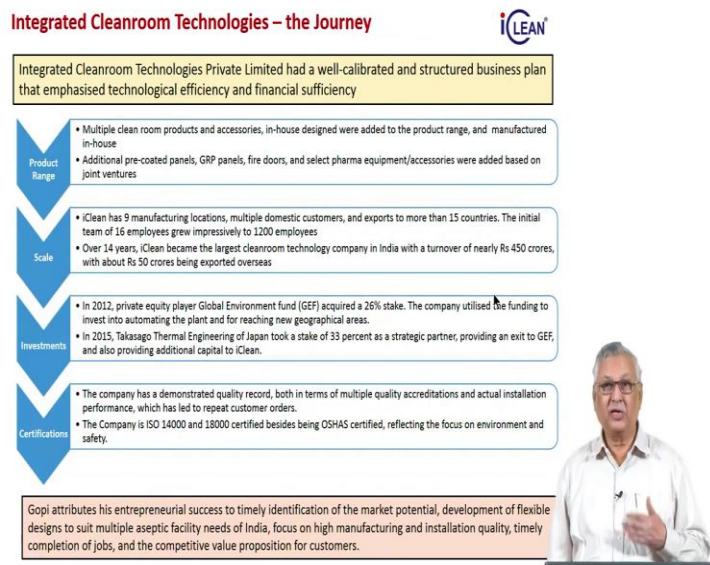 Integrated Cleanroom Technologies – the Journey
iCLEAN®
Integrated Cleanroom Technologies Private Limited had a well-calibrated and structured business plan
that emphasised technological efficiency and financial sufficiency
Product
Range
• Multiple clean room products and accessories, in-house designed were added to the product range, and manufactured
in-house
• Additional pre-coated panels, GRP panels, fire doors, and select pharma equipment/accessories were added based on
joint ventures
Scale
• iClean has 9 manufacturing locations, multiple domestic customers, and exports to more than 15 countries. The initial
team of 16 employees grew impressively to 1200 employees
• Over 14 years, iClean became the largest cleanroom technology company in India with a turnover of nearly Rs 450 crores,
with about Rs 50 crores being exported overseas
Investments
• In 2012, private equity player Global Environment fund (GEF) acquired a 26% stake. The company utilised the funding to
invest into automating the plant and for reaching new geographical areas.
• In 2015, Takasago Thermal Engineering of Japan took a stake of 33 percent as a strategic partner, providing an exit to GEF,
and also providing additional capital to iClean.
Certifications
• The company has a demonstrated quality record, both in terms of multiple quality accreditations and actual installation
performance, which has led to repeat customer orders.
• The Company is ISO 14000 and 18000 certified besides being OSHAS certified, reflecting the focus on environment and
safety.
Gopi attributes his entrepreneurial success to timely identification of the market potential, development of flexible
designs to suit multiple aseptic facility needs of India, focus on high manufacturing and installation quality, timely
completion of jobs, and the competitive value proposition for customers.